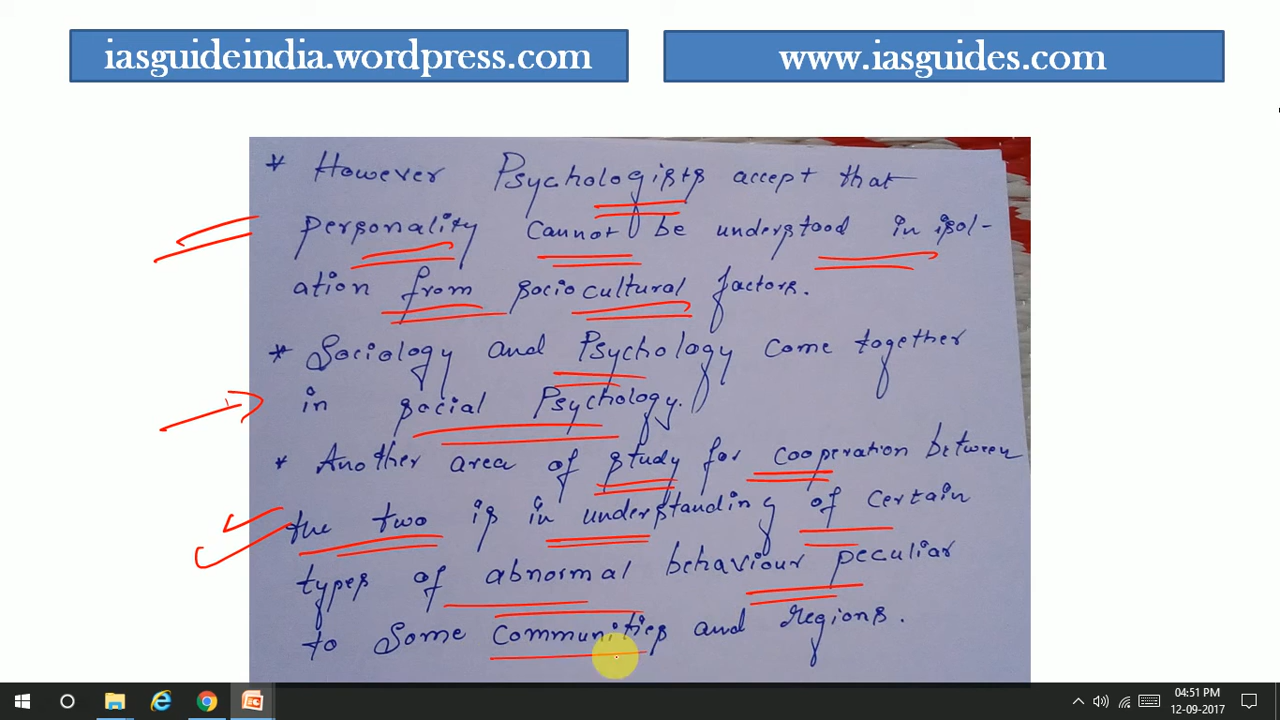 iasguideindia.wordpress.com
www.iasguides.com
* However Psychologists accept that
personality cannot be understood in isol-
ation from socio cultural factors.
* Sociology and Psychology come together
in social Psychology.
* Another area of study for cooperation between
the two is in understanding of certain
types of abnormal behaviour peculiar
to some communities and regions.
04:51 PM
12-09-2017